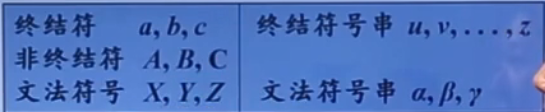 终结符 a, b, c 终结符号串 u, v, . . . , z
非终结符 A, B, C
文法符号 X, Y, Z 文法符号串 α, β, γ